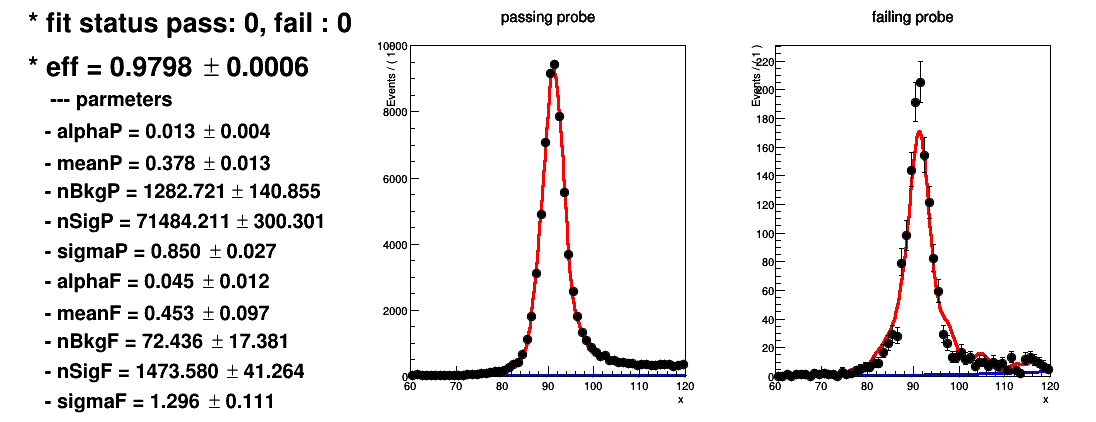 * fit status pass: 0, fail : 0
* eff = 0.9798 ± 0.0006
--- parmeters
- alphaP = 0.013 ± 0.004
- meanP = 0.378 ± 0.013
- nBkgP = 1282.721 ± 140.855
- nSigP = 71484.211 ± 300.301
- sigmaP = 0.850 ± 0.027
- alphaF = 0.045 ± 0.012
- meanF = 0.453 ± 0.097
- nBkgF = 72.436 ± 17.381
- nSigF = 1473.580 ± 41.264
- sigmaF = 1.296 ± 0.111
passing probe
Events / ( 1
10000
8000
6000
4000
2000
0
60 70 80 90 100 110 120
x
failing probe
Events / ( 1 )
220
200
180
160
140
120
100
80
60
40
20
0
60 70 80 90 100 110 120
x